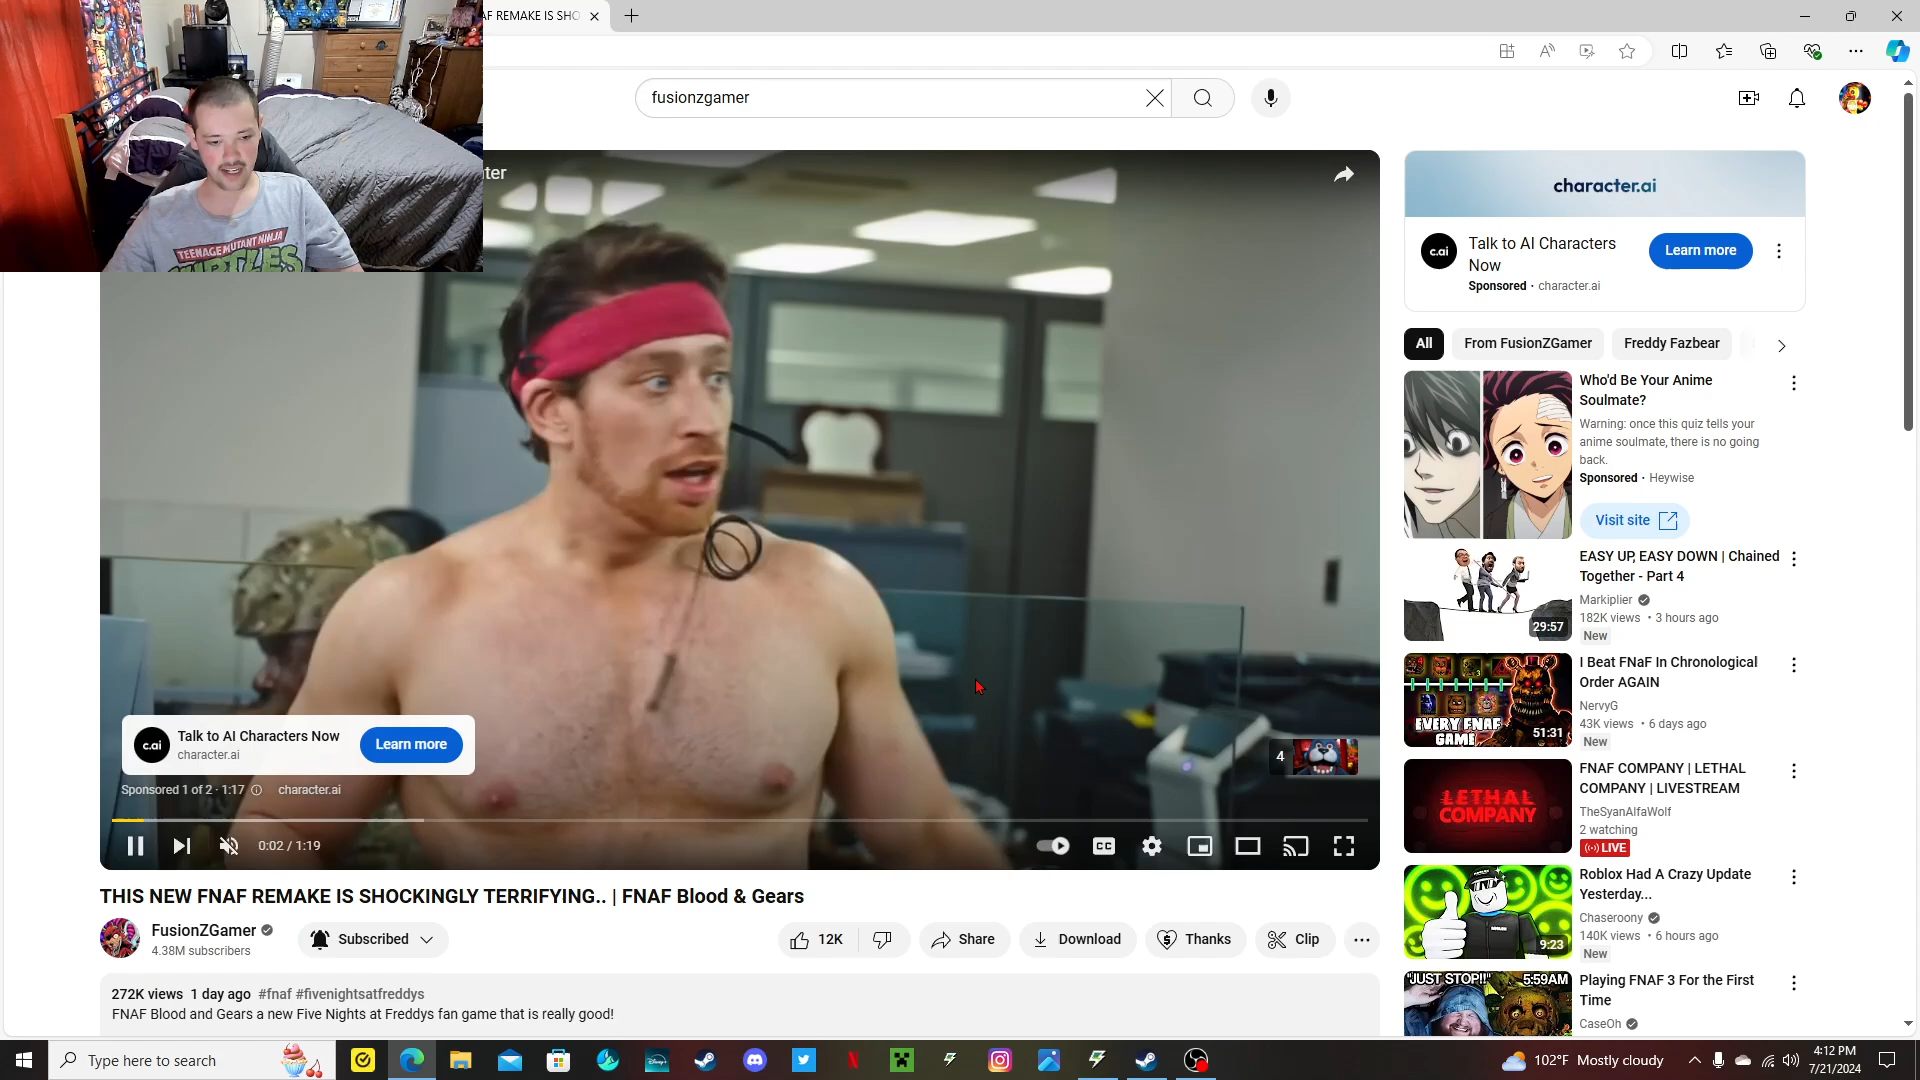 AF REMAKE IS SHO
fusionzgamer
TEENAGE MUTANT NINJA
TURTLES
ter
character.ai
c.ai
Talk to AI Characters
Now
Sponsored · character.ai
Learn more
All
From FusionZGamer
Freddy Fazbear
Who'd Be Your Anime
Soulmate?
Warning: once this quiz tells your
anime soulmate, there is no going
back.
Sponsored · Heywise
Visit site
29:57
EASY UP, EASY DOWN | Chained
Together - Part 4
Markiplier
182K views • 3 hours ago
New
EVERY FNAF
GAME
51:31
I Beat FNaF In Chronological
Order AGAIN
NervyG
43K views • 6 days ago
New
LETHAL
COMPANY
FNAF COMPANY | LETHAL
COMPANY | LIVESTREAM
TheSyanAlfaWolf
2 watching
LIVE
9:23
Roblox Had A Crazy Update
Yesterday...
Chaseroony
140K views • 6 hours ago
New
"JUST STOP!!"
5:59AM
Playing FNAF 3 For the First
Time
CaseOh
c.ai
Talk to AI Characters Now
character.ai
Learn more
4
Sponsored 1 of 2 · 1:17
character.ai
0:02 / 1:19
CC
THIS NEW FNAF REMAKE IS SHOCKINGLY TERRIFYING.. | FNAF Blood & Gears
FusionZGamer
4.38M subscribers
Subscribed
12K
Share
Download
Thanks
Clip
272K views 1 day ago #fnaf #fivenightsatfreddys
FNAF Blood and Gears a new Five Nights at Freddys fan game that is really good!
Type here to search
Disney+
102°F Mostly cloudy
4:12 PM
7/21/2024